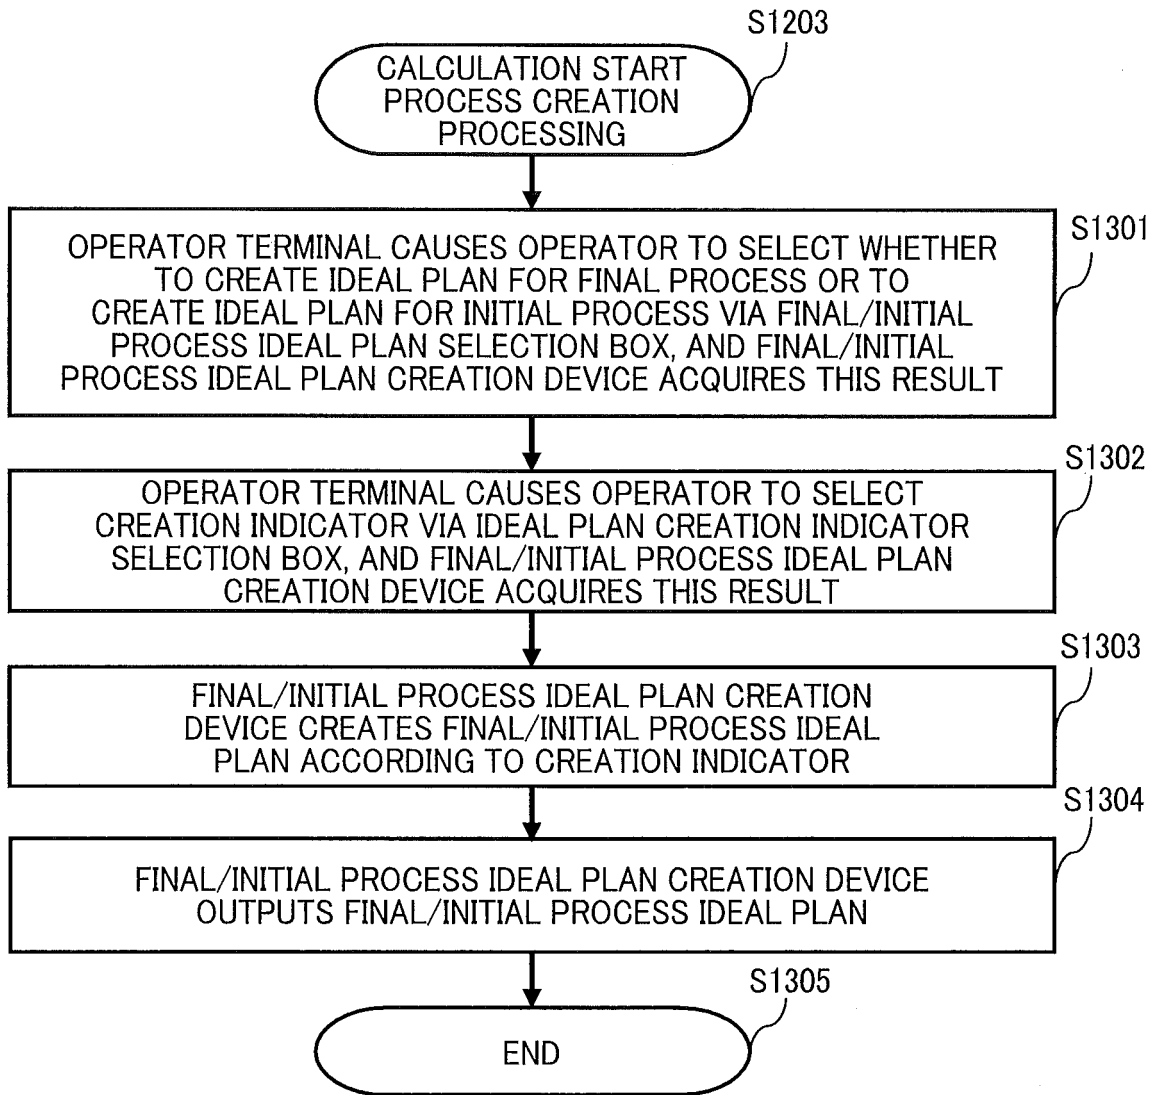 S1203
CALCULATION START
PROCESS CREATION
PROCESSING
S1301
OPERATOR TERMINAL CAUSES OPERATOR TO SELECT WHETHER
TO CREATE IDEAL PLAN FOR FINAL PROCESS OR TO
CREATE IDEAL PLAN FOR INITIAL PROCESS VIA FINAL/INITIAL
PROCESS IDEAL PLAN SELECTION BOX, AND FINAL/INITIAL
PROCESS IDEAL PLAN CREATION DEVICE ACQUIRES THIS RESULT
S1302
OPERATOR TERMINAL CAUSES OPERATOR TO SELECT
CREATION INDICATOR VIA IDEAL PLAN CREATION INDICATOR
SELECTION BOX, AND FINAL/INITIAL PROCESS IDEAL PLAN
CREATION DEVICE ACQUIRES THIS RESULT
S1303
FINAL/INITIAL PROCESS IDEAL PLAN CREATION
DEVICE CREATES FINAL/INITIAL PROCESS IDEAL
PLAN ACCORDING TO CREATION INDICATOR
S1304
FINAL/INITIAL PROCESS IDEAL PLAN CREATION DEVICE
OUTPUTS FINAL/INITIAL PROCESS IDEAL PLAN
S1305
END